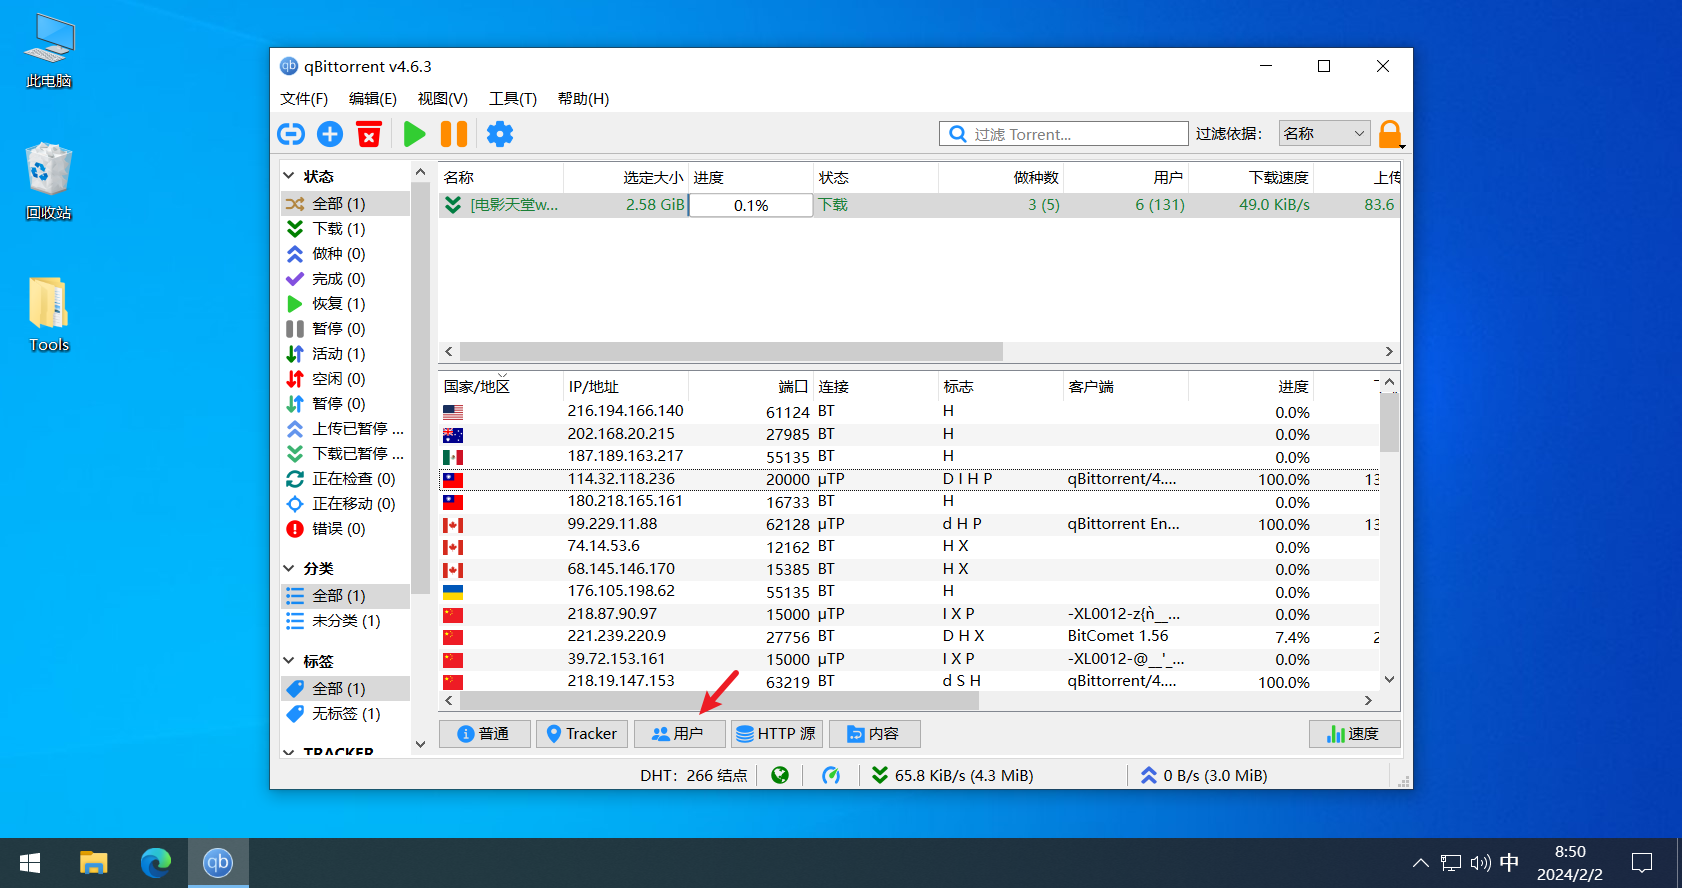 此电脑
回收站
Tools
qBittorrent v4.6.3
文件(F) 编辑(E) 视图(V) 工具(T) 帮助(H)
过滤 Torrent... 过滤依据： 名称
状态
全部 (1)
下载 (1)
做种 (0)
完成 (0)
恢复 (1)
暂停 (0)
活动 (1)
空闲 (0)
暂停 (0)
上传已暂停 ...
下载已暂停 ...
正在检查 (0)
正在移动 (0)
错误 (0)
分类
全部 (1)
未分类 (1)
标签
全部 (1)
无标签 (1)
TRACKER
名称 选定大小 进度 状态 做种数 用户 下载速度 上传
[电影天堂w... 2.58 GiB 0.1% 下载 3 (5) 6 (131) 49.0 KiB/s 83.6
国家/地区 IP/地址 端口 连接 标志 客户端 进度
216.194.166.140 61124 BT H 0.0%
202.168.20.215 27985 BT H 0.0%
187.189.163.217 55135 BT H 0.0%
114.32.118.236 20000 μTP D I H P qBittorrent/4.... 100.0% 13
180.218.165.161 16733 BT H 0.0%
99.229.11.88 62128 μTP d H P qBittorrent En... 100.0% 13
74.14.53.6 12162 BT H X 0.0%
68.145.146.170 15385 BT H X 0.0%
176.105.198.62 55135 BT H 0.0%
218.87.90.97 15000 μTP I X P -XL0012-z{ǹ__... 0.0%
221.239.220.9 27756 BT D H X BitComet 1.56 7.4% 2
39.72.153.161 15000 μTP I X P -XL0012-@__'_... 0.0%
218.19.147.153 63219 BT d S H qBittorrent/4.... 100.0%
普通 Tracker 用户 HTTP 源 内容 速度
DHT： 266 结点 65.8 KiB/s (4.3 MiB) 0 B/s (3.0 MiB)
中
8:50
2024/2/2